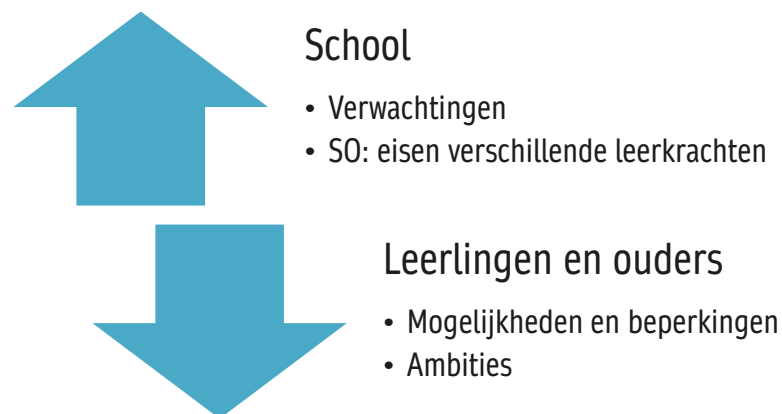 School
• Verwachtingen
• SO: eisen verschillende leerkrachten
Leerlingen en ouders
• Mogelijkheden en beperkingen
• Ambities